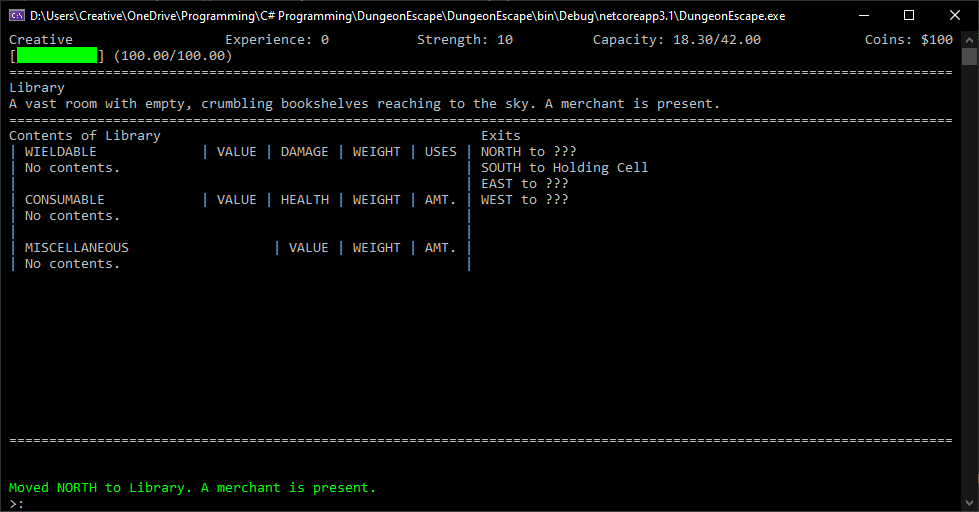 D:\Users\Creative\OneDrive\Programming\C# Programming\DungeonEscape\DungeonEscape\bin\Debug\netcoreapp3.1\DungeonEscape.exe
Creative Experience: 0 Strength: 10 Capacity: 18.30/42.00 Coins: $100
[ ] (100.00/100.00)
======================================================================================================================
Library
A vast room with empty, crumbling bookshelves reaching to the sky. A merchant is present.
======================================================================================================================
Contents of Library Exits
| WIELDABLE | VALUE | DAMAGE | WEIGHT | USES | NORTH to ???
| No contents. | SOUTH to Holding Cell
| | EAST to ???
| CONSUMABLE | VALUE | HEALTH | WEIGHT | AMT. | WEST to ???
| No contents. |
| |
| MISCELLANEOUS | VALUE | WEIGHT | AMT. |
| No contents. |
======================================================================================================================
Moved NORTH to Library. A merchant is present.
>: